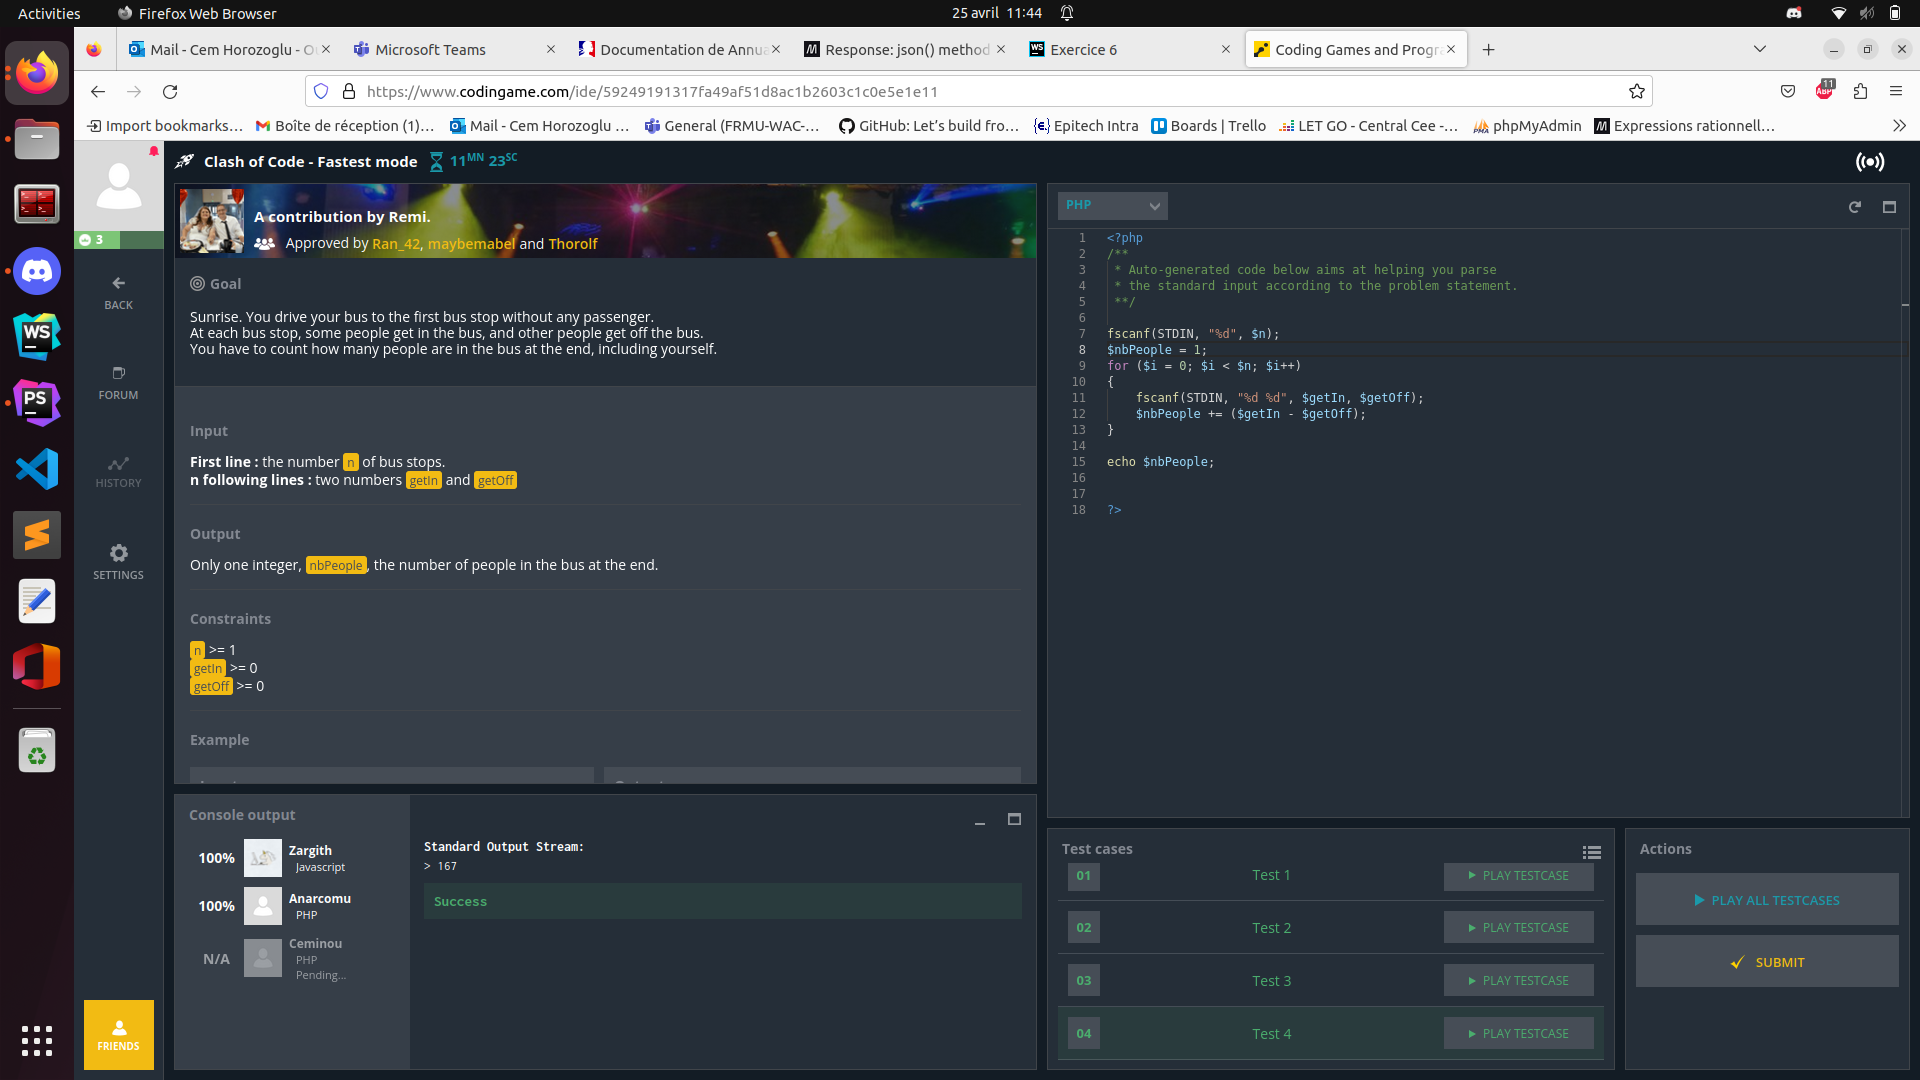 Activities
Firefox Web Browser
25 avril 11:44
Mail - Cem Horozoglu - O
Microsoft Teams
Documentation de Annua
Response: json() method
Exercice 6
Coding Games and Progra
https://www.codingame.com/ide/59249191317fa49af51d8ac1b2603c1c0e5e1e11
11
Import bookmarks…
Boîte de réception (1)…
Mail - Cem Horozoglu …
General (FRMU-WAC-…
GitHub: Let's build fro…
Epitech Intra
Boards | Trello
LET GO - Central Cee -…
phpMyAdmin
Expressions rationnell…
3
BACK
FORUM
HISTORY
SETTINGS
FRIENDS
Clash of Code - Fastest mode
11MN 23SC
A contribution by Remi.
Approved by Ran_42, maybemabel and Thorolf
Goal
Sunrise. You drive your bus to the first bus stop without any passenger.
At each bus stop, some people get in the bus, and other people get off the bus.
You have to count how many people are in the bus at the end, including yourself.
Input
First line : the number n of bus stops.
n following lines : two numbers getIn and getOff
Output
Only one integer, nbPeople, the number of people in the bus at the end.
Constraints
n >= 1
getIn >= 0
getOff >= 0
Example
Console output
100%
Zargith
Javascript
100%
Anarcomu
PHP
N/A
Ceminou
PHP
Pending...
Standard Output Stream:
> 167
Success
PHP
1 <?php
2 /**
3 * Auto-generated code below aims at helping you parse
4 * the standard input according to the problem statement.
5 **/
6
7 fscanf(STDIN, "%d", $n);
8 $nbPeople = 1;
9 for ($i = 0; $i < $n; $i++)
10 {
11 fscanf(STDIN, "%d %d", $getIn, $getOff);
12 $nbPeople += ($getIn - $getOff);
13 }
14
15 echo $nbPeople;
16
17
18 ?>
Test cases
01 Test 1 PLAY TESTCASE
02 Test 2 PLAY TESTCASE
03 Test 3 PLAY TESTCASE
04 Test 4 PLAY TESTCASE
Actions
PLAY ALL TESTCASES
SUBMIT